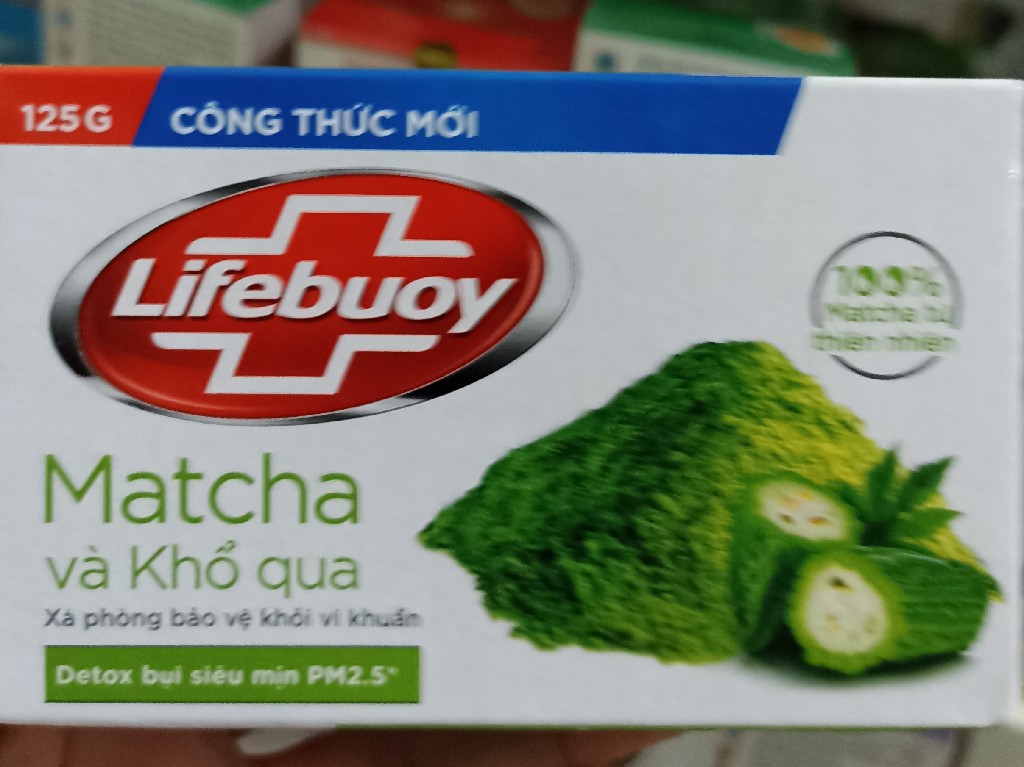 125G
CÔNG THỨC MỚI
Lifebuoy
100%
Matcha từ
thiên nhiên
Matcha
và Khổ qua
Xà phòng bảo vệ khỏi vi khuẩn
Detox bụi siêu mịn PM2.5*